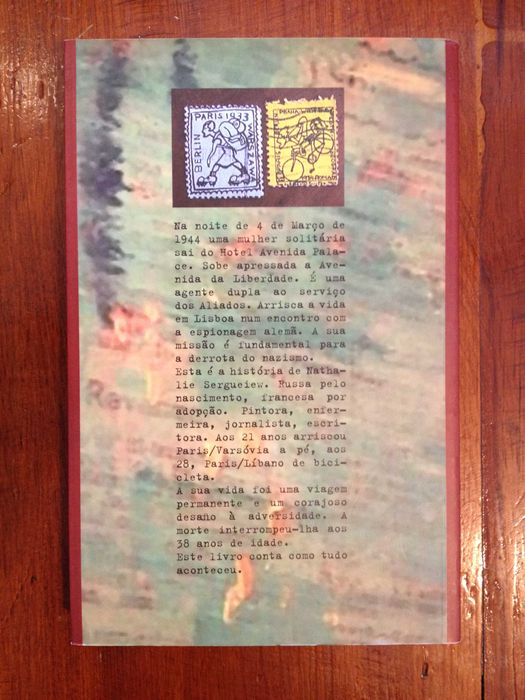 PARIS 1933
BERLIN
WARSZAWA
Na noite de 4 de Março de
1944 uma mulher solitária
sai do Hotel Avenida Pala-
ce. Sobe apressada a Ave-
nida da Liberdade. É uma
agente dupla ao serviço
dos Aliados. Arrisca a vida
em Lisboa num encontro com
a espionagem alemã. A sua
missão é fundamental para
a derrota do nazismo.
Esta é a história de Natha-
lie Sergueiew. Russa pelo
nascimento, francesa por
adopção. Pintora, enfer-
meira, jornalista, escri-
tora. Aos 21 anos arriscou
Paris/Varsóvia a pé, aos
28, Paris/Líbano de bici-
cleta.
A sua vida foi uma viagem
permanente e um corajoso
desafio à adversidade. A
morte interrompeu-lha aos
38 anos de idade.
Este livro conta como tudo
aconteceu.